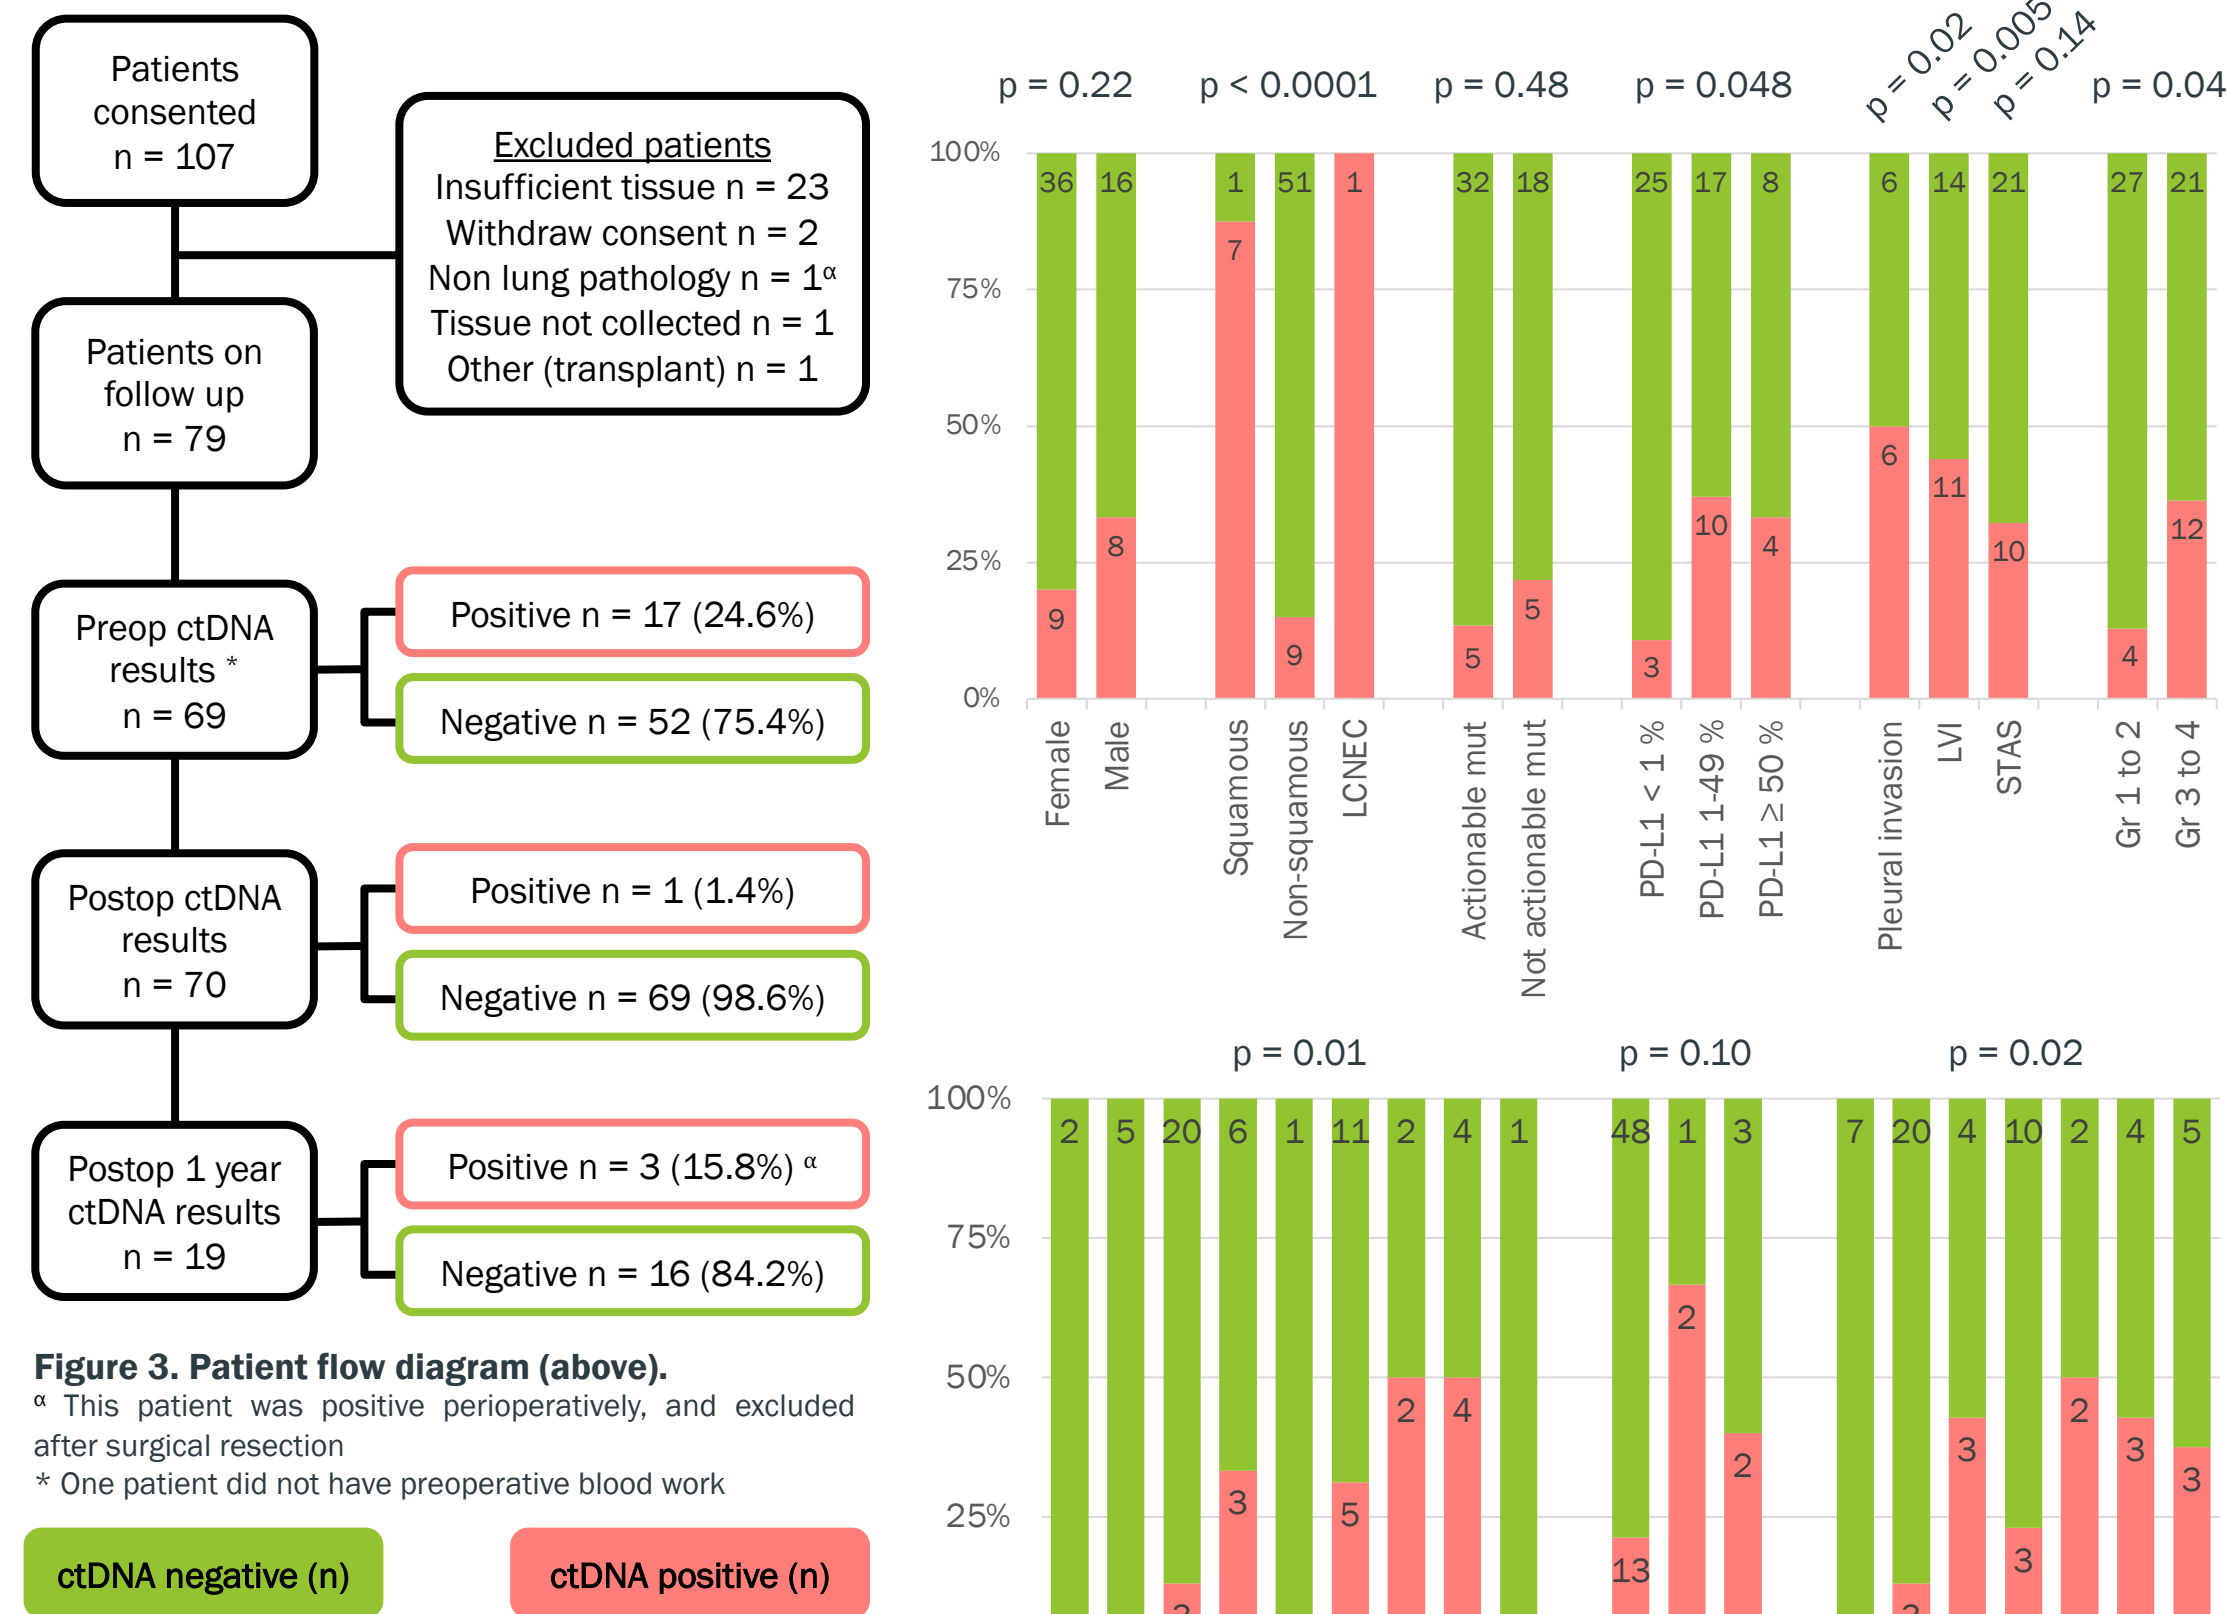 Patients
consented
n = 107
Excluded patients
Insufficient tissue n = 23
Withdraw consent n = 2
Non lung pathology n = 1α
Tissue not collected n = 1
Other (transplant) n = 1
Patients on
follow up
n = 79
Preop ctDNA
results *
n = 69
Positive n = 17 (24.6%)
Negative n = 52 (75.4%)
Postop ctDNA
results
n = 70
Positive n = 1 (1.4%)
Negative n = 69 (98.6%)
Postop 1 year
ctDNA results
n = 19
Positive n = 3 (15.8%) α
Negative n = 16 (84.2%)
Figure 3. Patient flow diagram (above).
α This patient was positive perioperatively, and excluded
after surgical resection
* One patient did not have preoperative blood work
ctDNA negative (n)
ctDNA positive (n)
p = 0.22
p < 0.0001
p = 0.48
p = 0.048
p = 0.02
p = 0.005
p = 0.14
p = 0.04
100%
75%
50%
25%
0%
36 16 1 51 1 32 18 25 17 8 6 14 21 27 21
9 8 7 9 5 5 3 10 4 6 11 10 4 12
Female
Male
Squamous
Non-squamous
LCNEC
Actionable mut
Not actionable mut
PD-L1 < 1 %
PD-L1 1-49 %
PD-L1 ≥ 50 %
Pleural invasion
LVI
STAS
Gr 1 to 2
Gr 3 to 4
p = 0.01
p = 0.10
p = 0.02
100%
75%
50%
25%
2 5 20 6 1 11 2 4 1 48 1 3 7 20 4 10 2 4 5
3 5 2 4 13 2 2 3 3 2 3 3